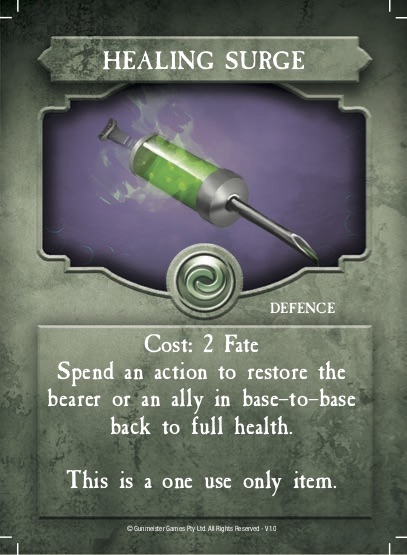 HEALING SURGE
DEFENCE
Cost: 2 Fate
Spend an action to restore the
bearer or an ally in base-to-base
back to full health.
This is a one use only item.
© Gunmeister Games Pty Ltd. All Rights Reserved - V.1.0